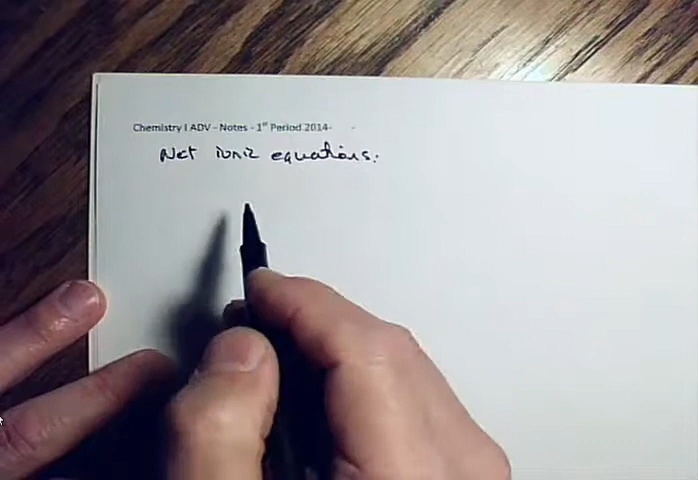 Chemistry I ADV - Notes - 1st Period 2014-
Net ionic equations: